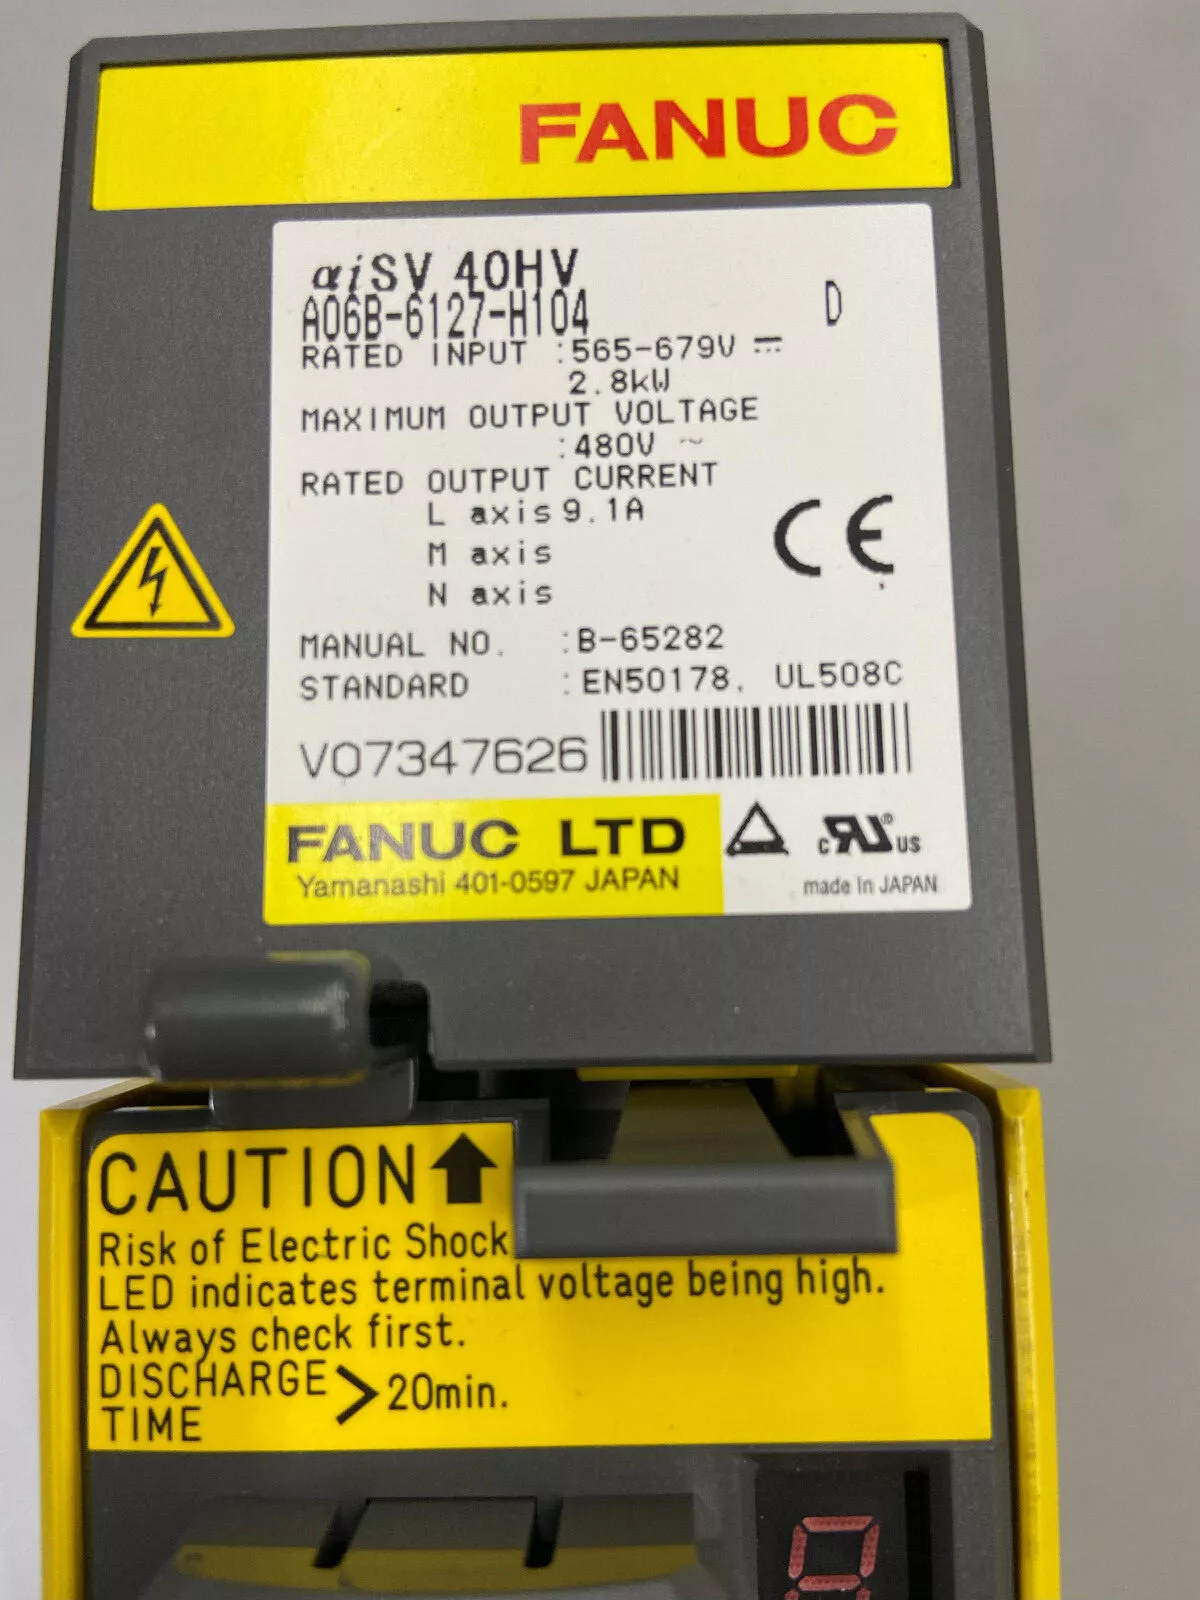 FANUC
αiSV 40HV
A06B-6127-H104 D
RATED INPUT :565-679V ⎓
2.8kW
MAXIMUM OUTPUT VOLTAGE
:480V ~
RATED OUTPUT CURRENT
L axis 9.1A
M axis
N axis
CE
MANUAL NO. :B-65282
STANDARD :EN50178, UL508C
V07347626
FANUC LTD
Yamanashi 401-0597 JAPAN
c RU ® US
made in JAPAN
CAUTION
Risk of Electric Shock
LED indicates terminal voltage being high.
Always check first.
DISCHARGE TIME > 20min.
8